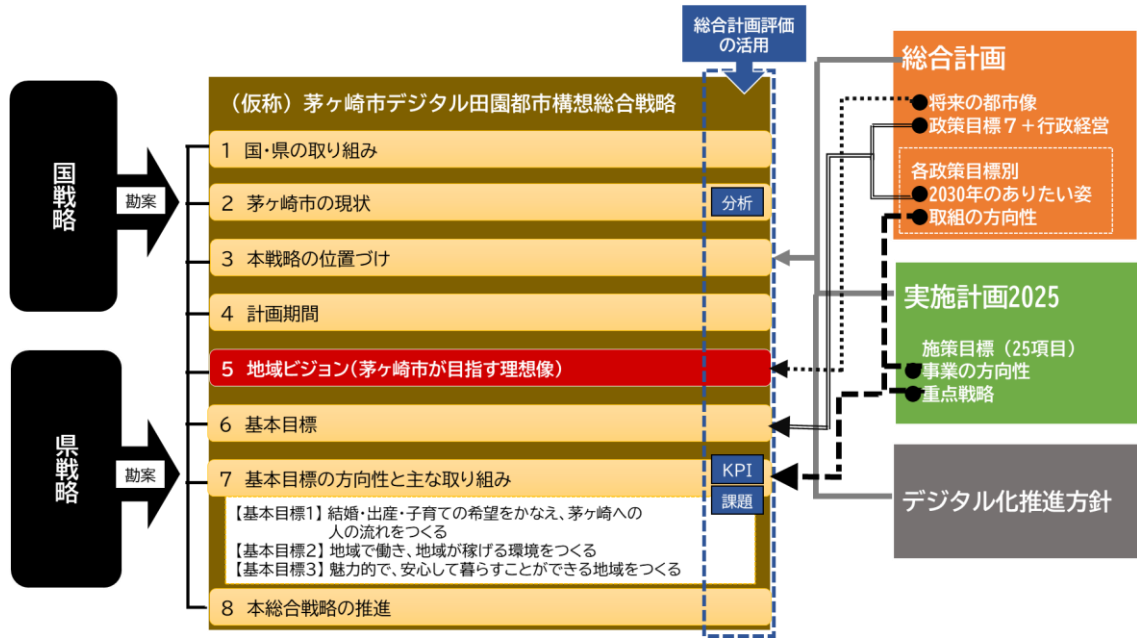 総合計画評価
の活用
国戦略
勘案
県戦略
勘案
（仮称）茅ヶ崎市デジタル田園都市構想総合戦略
1 国・県の取り組み
2 茅ヶ崎市の現状
分析
3 本戦略の位置づけ
4 計画期間
5 地域ビジョン（茅ヶ崎市が目指す理想像）
6 基本目標
7 基本目標の方向性と主な取り組み
KPI
課題
【基本目標1】結婚・出産・子育ての希望をかなえ、茅ヶ崎への
人の流れをつくる
【基本目標2】地域で働き、地域が稼げる環境をつくる
【基本目標3】魅力的で、安心して暮らすことができる地域をつくる
8 本総合戦略の推進
総合計画
将来の都市像
政策目標７＋行政経営
各政策目標別
2030年のありたい姿
取組の方向性
実施計画2025
施策目標（25項目）
事業の方向性
重点戦略
デジタル化推進方針